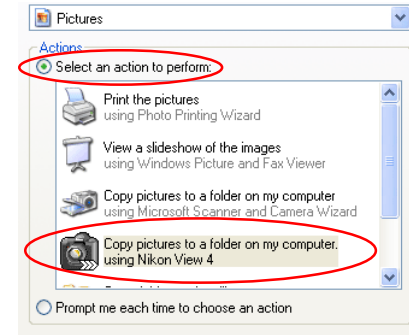 Pictures
Actions
Select an action to perform:
Print the pictures
using Photo Printing Wizard
View a slideshow of the images
using Windows Picture and Fax Viewer
Copy pictures to a folder on my computer
using Microsoft Scanner and Camera Wizard
Copy pictures to a folder on my computer.
using Nikon View 4
Prompt me each time to choose an action